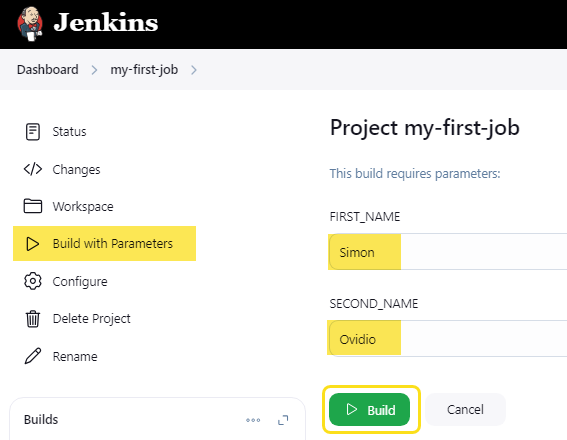 Jenkins
Dashboard > my-first-job >
Status
Changes
Workspace
Build with Parameters
Configure
Delete Project
Rename
Builds
Project my-first-job
This build requires parameters:
FIRST_NAME
Simon
SECOND_NAME
Ovidio
Build Cancel